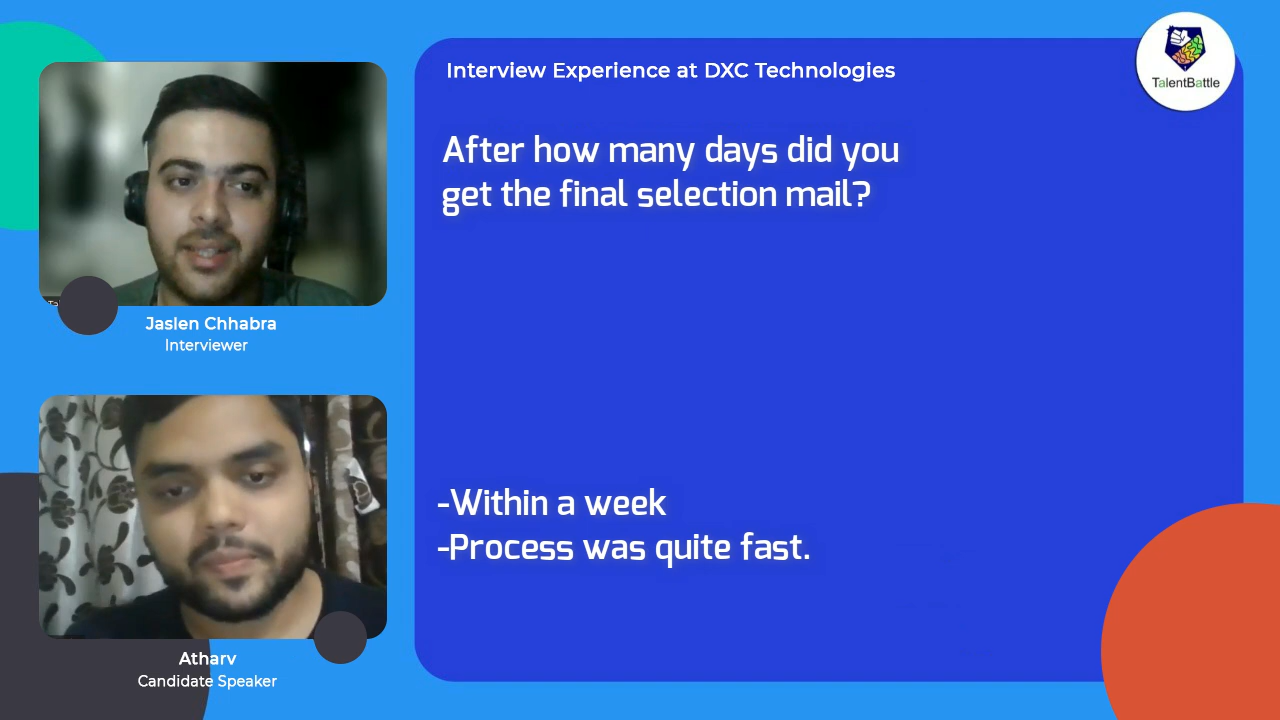 Interview Experience at DXC Technologies
TalentBattle
After how many days did you
get the final selection mail?
Jaslen Chhabra
Interviewer
-Within a week
-Process was quite fast.
Atharv
Candidate Speaker